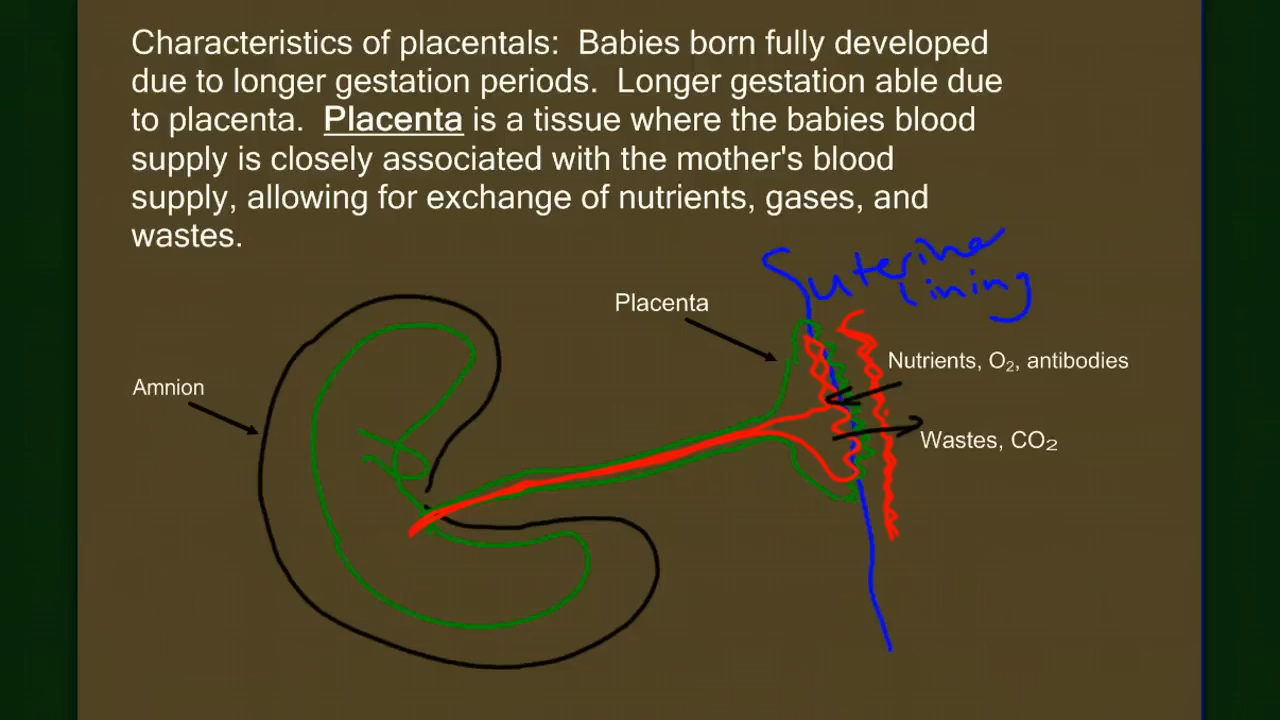 Characteristics of placentals:  Babies born fully developed
due to longer gestation periods.  Longer gestation able due
to placenta.  Placenta is a tissue where the babies blood
supply is closely associated with the mother's blood
supply, allowing for exchange of nutrients, gases, and
wastes.
uterine
lining
Placenta
Nutrients, O₂, antibodies
Amnion
Wastes, CO₂